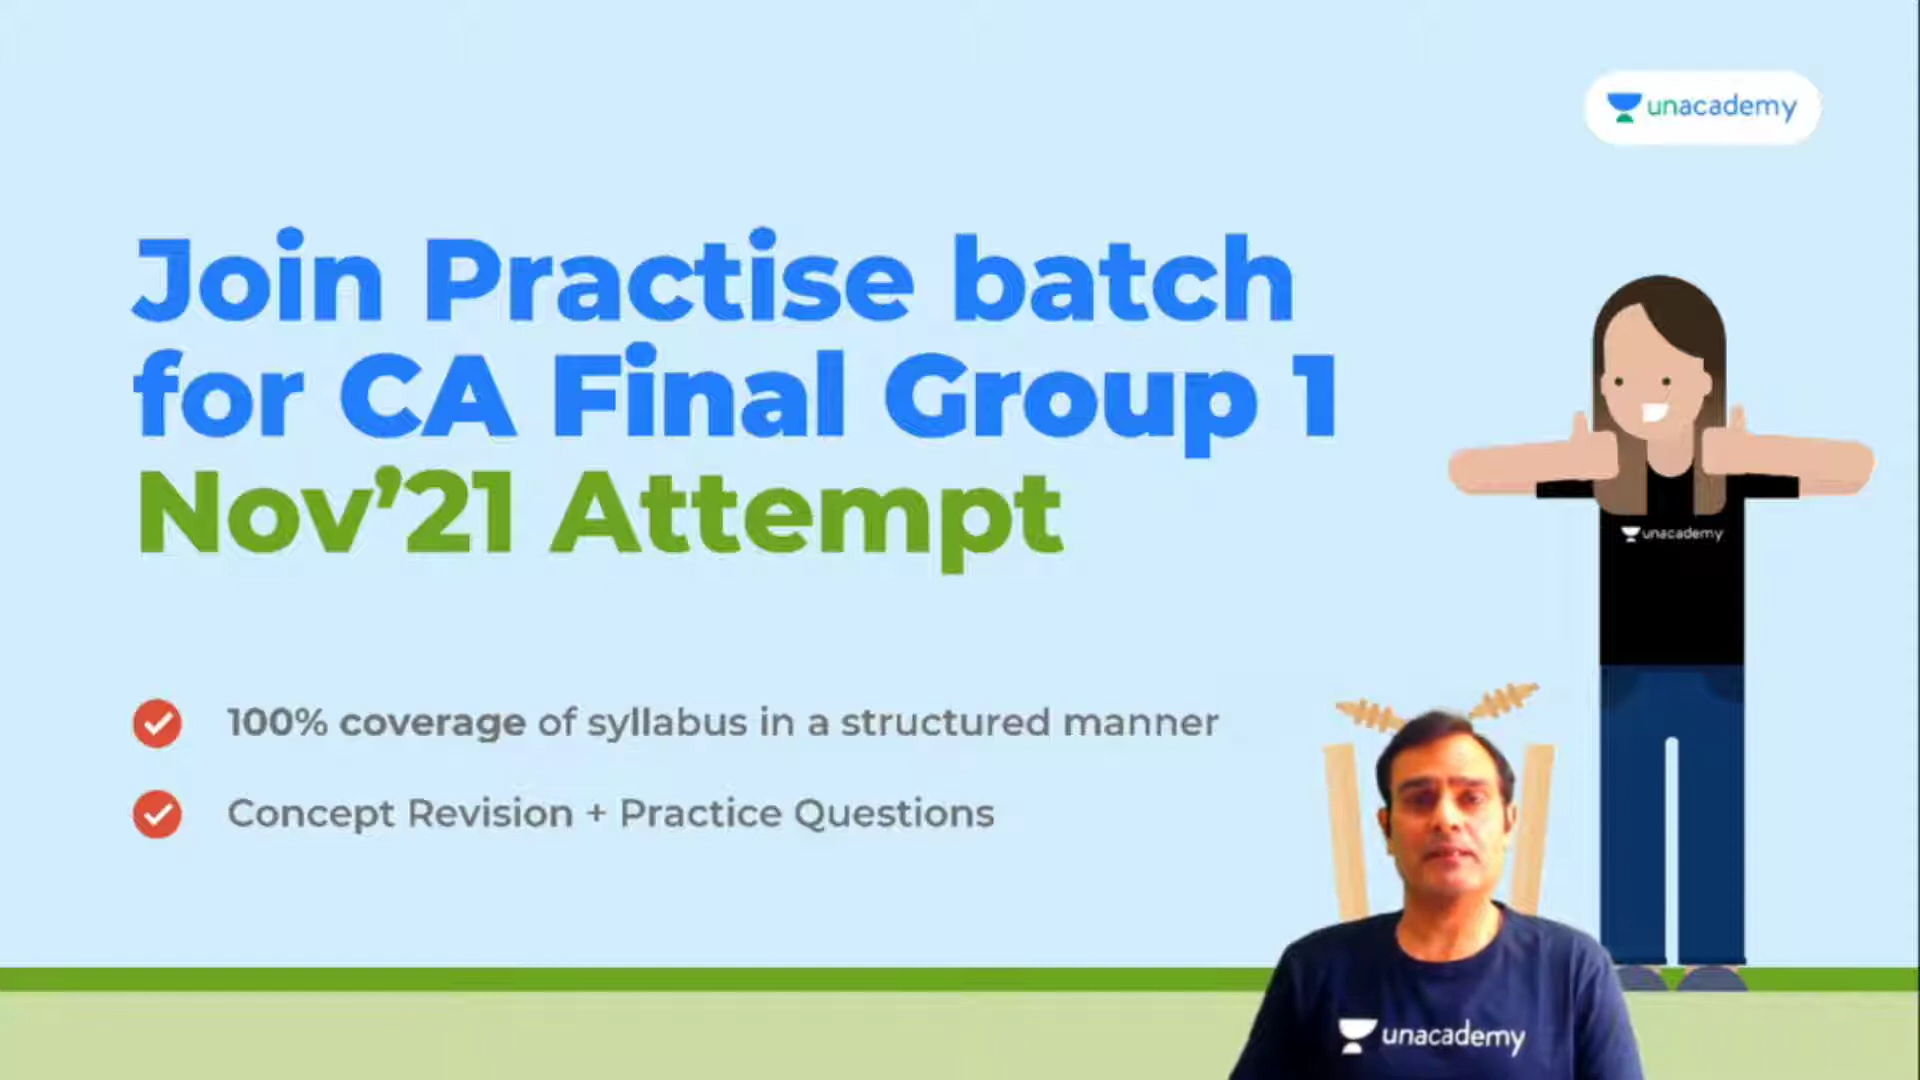 unacademy
Join Practise batch
for CA Final Group 1
Nov'21 Attempt
unacademy
100% coverage of syllabus in a structured manner
Concept Revision + Practice Questions
unacademy